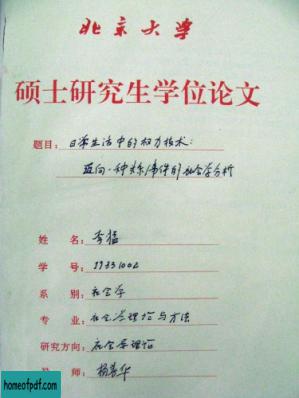 北京大学
硕士研究生学位论文
题目: 日常生活中的权力技术:
迈向一种关系/事件的社会学分析
姓 名: 李猛
学 号: 19331002
系 别: 社会学
专 业: 社会学理论与方法
研究方向: 社会学理论
导 师: 杨善华
homeofpdf.com
homeofpdf.com